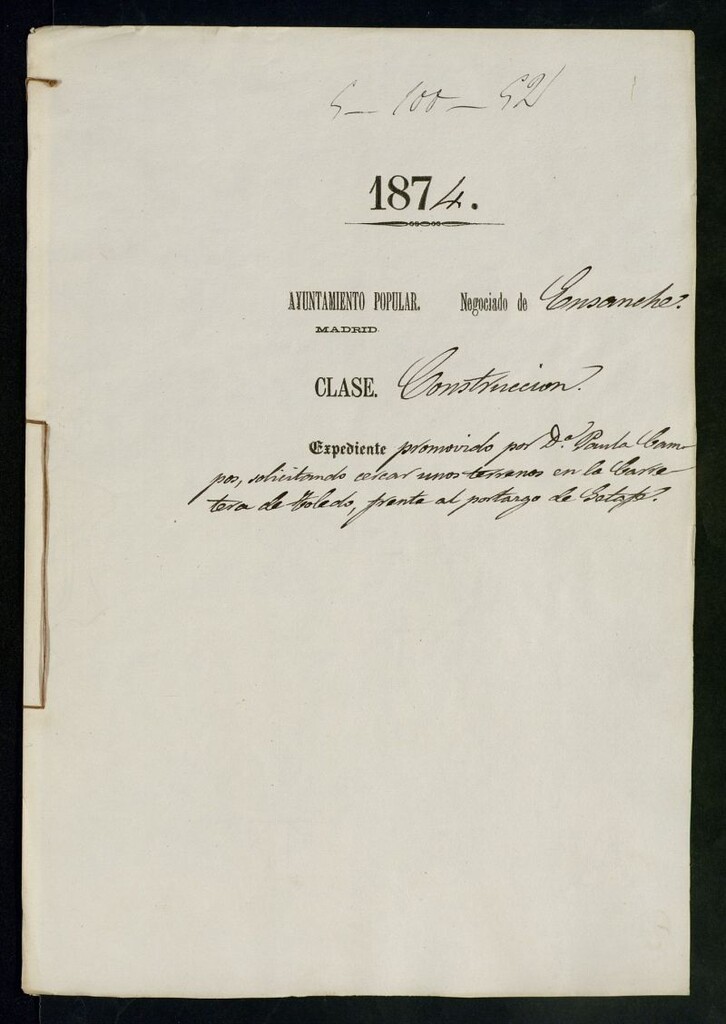 5 - 100 - 52
1874.
AYUNTAMIENTO POPULAR. Negociado de Ensanche.
MADRID.
CLASE. Construccion.
Expediente promovido por D.ª Paula Cam-
pos, solicitando cercar unos terrenos en la Carre-
tera de Toledo, frente al portazgo de Getafe.